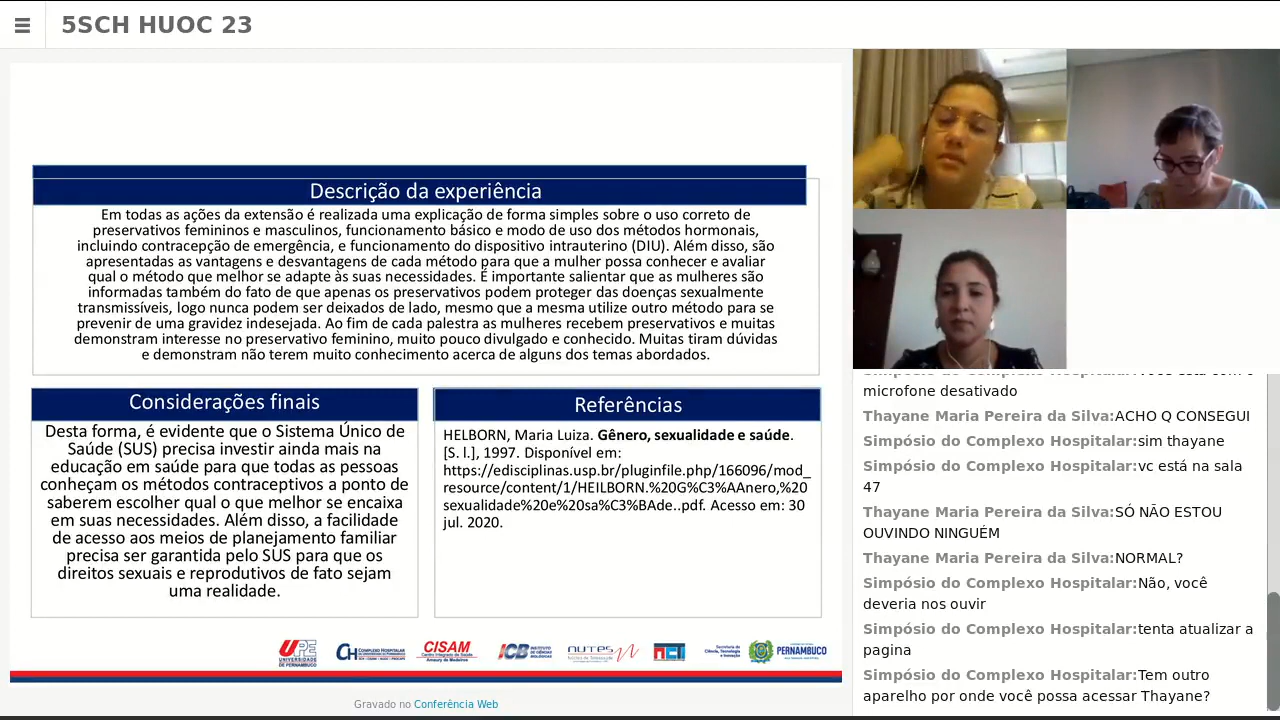 5SCH HUOC 23
Descrição da experiência
Em todas as ações da extensão é realizada uma explicação de forma simples sobre o uso correto de
preservativos femininos e masculinos, funcionamento básico e modo de uso dos métodos hormonais,
incluindo contracepção de emergência, e funcionamento do dispositivo intrauterino (DIU). Além disso, são
apresentadas as vantagens e desvantagens de cada método para que a mulher possa conhecer e avaliar
qual o método que melhor se adapte às suas necessidades. É importante salientar que as mulheres são
informadas também do fato de que apenas os preservativos podem proteger das doenças sexualmente
transmissíveis, logo nunca podem ser deixados de lado, mesmo que a mesma utilize outro método para se
prevenir de uma gravidez indesejada. Ao fim de cada palestra as mulheres recebem preservativos e muitas
demonstram interesse no preservativo feminino, muito pouco divulgado e conhecido. Muitas tiram dúvidas
e demonstram não terem muito conhecimento acerca de alguns dos temas abordados.
Considerações finais
Desta forma, é evidente que o Sistema Único de
Saúde (SUS) precisa investir ainda mais na
educação em saúde para que todas as pessoas
conheçam os métodos contraceptivos a ponto de
saberem escolher qual o que melhor se encaixa
em suas necessidades. Além disso, a facilidade
de acesso aos meios de planejamento familiar
precisa ser garantida pelo SUS para que os
direitos sexuais e reprodutivos de fato sejam
uma realidade.
Referências
HELBORN, Maria Luiza. Gênero, sexualidade e saúde.
[S. l.], 1997. Disponível em:
https://edisciplinas.usp.br/pluginfile.php/166096/mod_
resource/content/1/HEILBORN.%20G%C3%AAnero,%20
sexualidade%20e%20sa%C3%BAde..pdf. Acesso em: 30
jul. 2020.
UPE
UNIVERSIDADE
DE PERNAMBUCO
CH
CISAM
Amaury de Medeiros
ICB
NUTES
PERNAMBUCO
Gravado no Conferência Web
microfone desativado
Thayane Maria Pereira da Silva:ACHO Q CONSEGUI
Simpósio do Complexo Hospitalar:sim thayane
Simpósio do Complexo Hospitalar:vc está na sala
47
Thayane Maria Pereira da Silva:SÓ NÃO ESTOU
OUVINDO NINGUÉM
Thayane Maria Pereira da Silva:NORMAL?
Simpósio do Complexo Hospitalar:Não, você
deveria nos ouvir
Simpósio do Complexo Hospitalar:tenta atualizar a
pagina
Simpósio do Complexo Hospitalar:Tem outro
aparelho por onde você possa acessar Thayane?